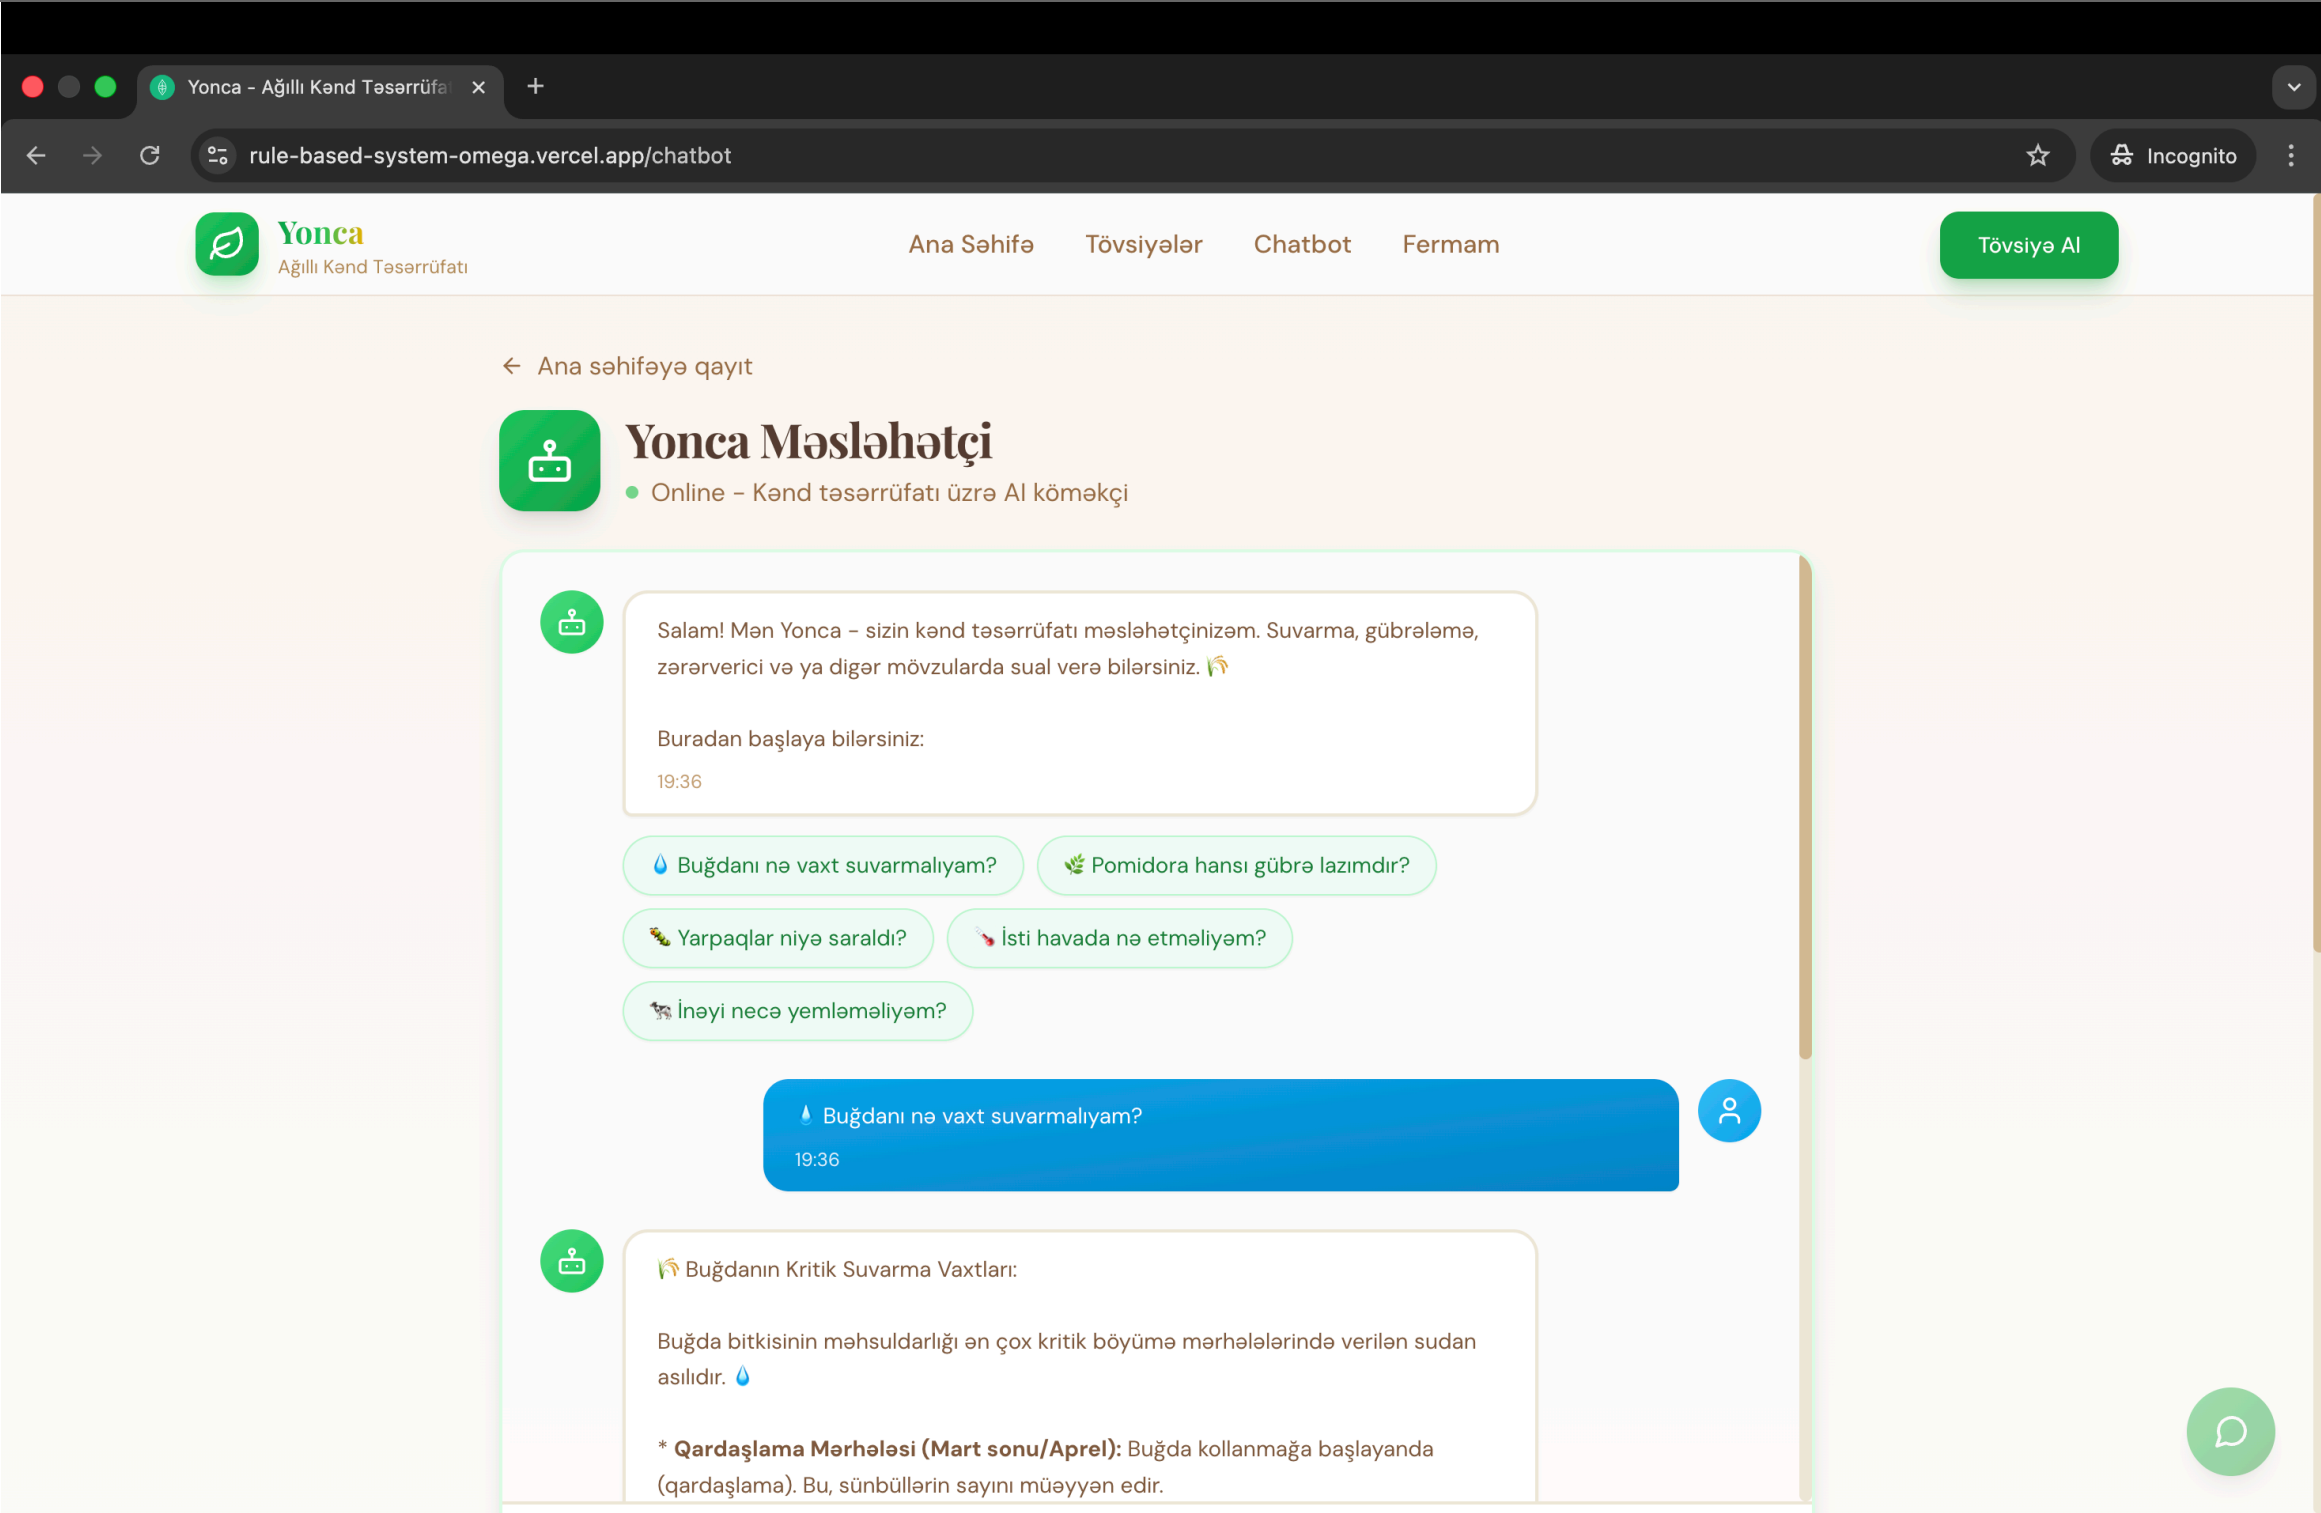 Yonca - Ağıllı Kənd Təsərrüfat
rule-based-system-omega.vercel.app/chatbot
Incognito
Yonca
Ağıllı Kənd Təsərrüfatı
Ana Səhifə
Tövsiyələr
Chatbot
Fermam
Tövsiyə Al
← Ana səhifəyə qayıt
Yonca Məsləhətçi
Online - Kənd təsərrüfatı üzrə AI köməkçi
Salam! Mən Yonca - sizin kənd təsərrüfatı məsləhətçinizəm. Suvarma, gübrələmə,
zərərverici və ya digər mövzularda sual verə bilərsiniz. 🌾
Buradan başlaya bilərsiniz:
19:36
💧 Buğdanı nə vaxt suvarmalıyam?
🌿 Pomidora hansı gübrə lazımdır?
🐛 Yarpaqlar niyə saraldı?
🌡️ İsti havada nə etməliyəm?
🐄 İnəyi necə yemləməliyəm?
💧 Buğdanı nə vaxt suvarmalıyam?
19:36
🌾 Buğdanın Kritik Suvarma Vaxtları:
Buğda bitkisinin məhsuldarlığı ən çox kritik böyümə mərhələlərində verilən sudan
asılıdır. 💧
* Qardaşlama Mərhələsi (Mart sonu/Aprel): Buğda kollanmağa başlayanda
(qardaşlama). Bu, sünbüllərin sayını müəyyən edir.